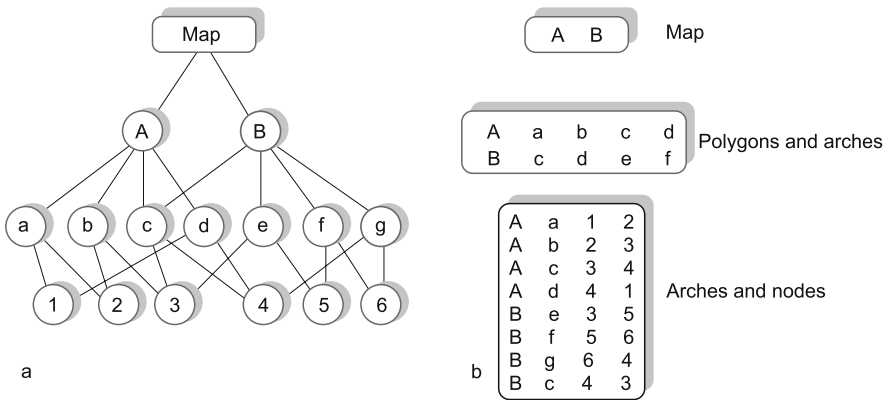 Map
A B
a b c d e f g
1 2 3 4 5 6
a
A B
Map
A a b c d
B c d e f
Polygons and arches
A a 1 2
A b 2 3
A c 3 4
A d 4 1
B e 3 5
B f 5 6
B g 6 4
B c 4 3
Arches and nodes
b